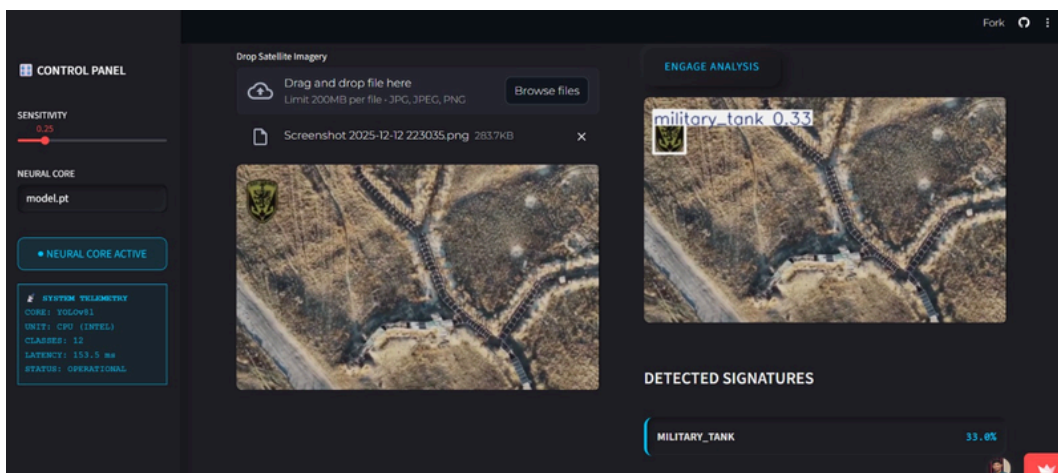 Fork
CONTROL PANEL
SENSITIVITY
0.25
NEURAL CORE
model.pt
NEURAL CORE ACTIVE
SYSTEM TELEMETRY
CORE: YOLOv8l
UNIT: CPU (INTEL)
CLASSES: 12
LATENCY: 153.5 ms
STATUS: OPERATIONAL
Drop Satellite Imagery
Drag and drop file here
Limit 200MB per file • JPG, JPEG, PNG
Browse files
Screenshot 2025-12-12 223035.png 283.7KB
ENGAGE ANALYSIS
military_tank 0.33
DETECTED SIGNATURES
MILITARY_TANK 33.0%